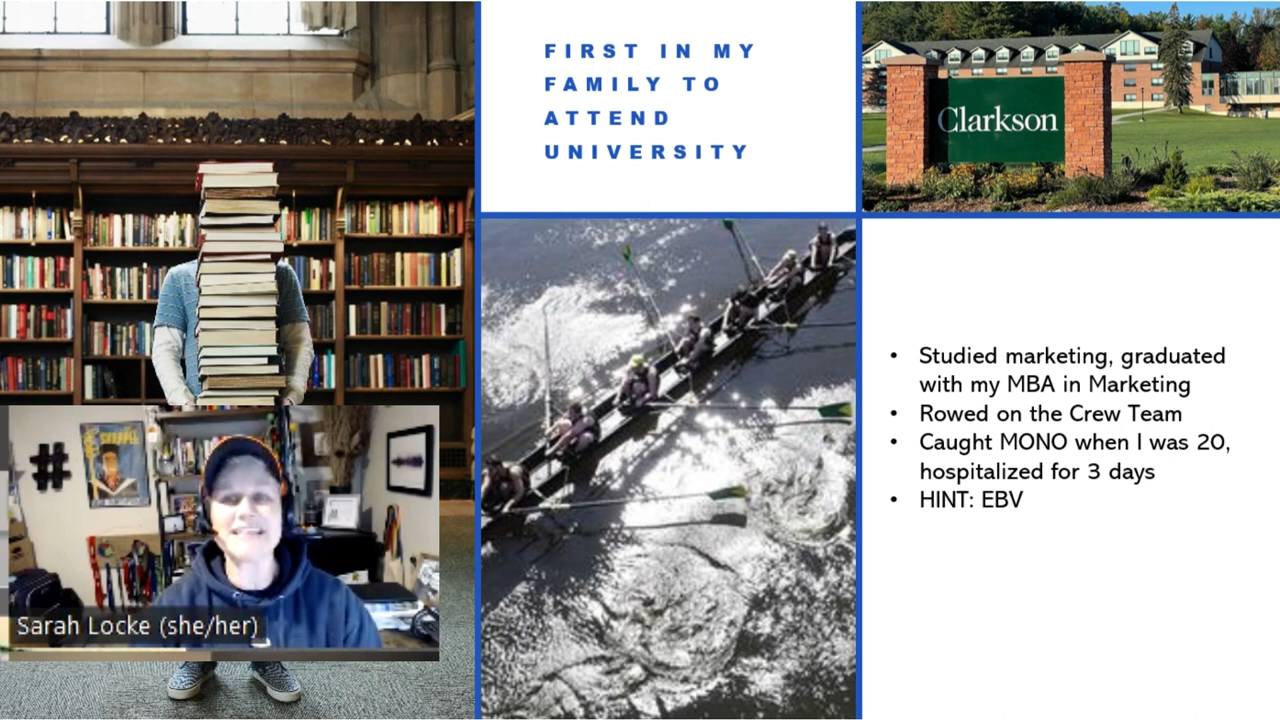 FIRST IN MY
FAMILY TO
ATTEND
UNIVERSITY
Clarkson
• Studied marketing, graduated
with my MBA in Marketing
• Rowed on the Crew Team
• Caught MONO when I was 20,
hospitalized for 3 days
• HINT: EBV
#
Sarah Locke (she/her)